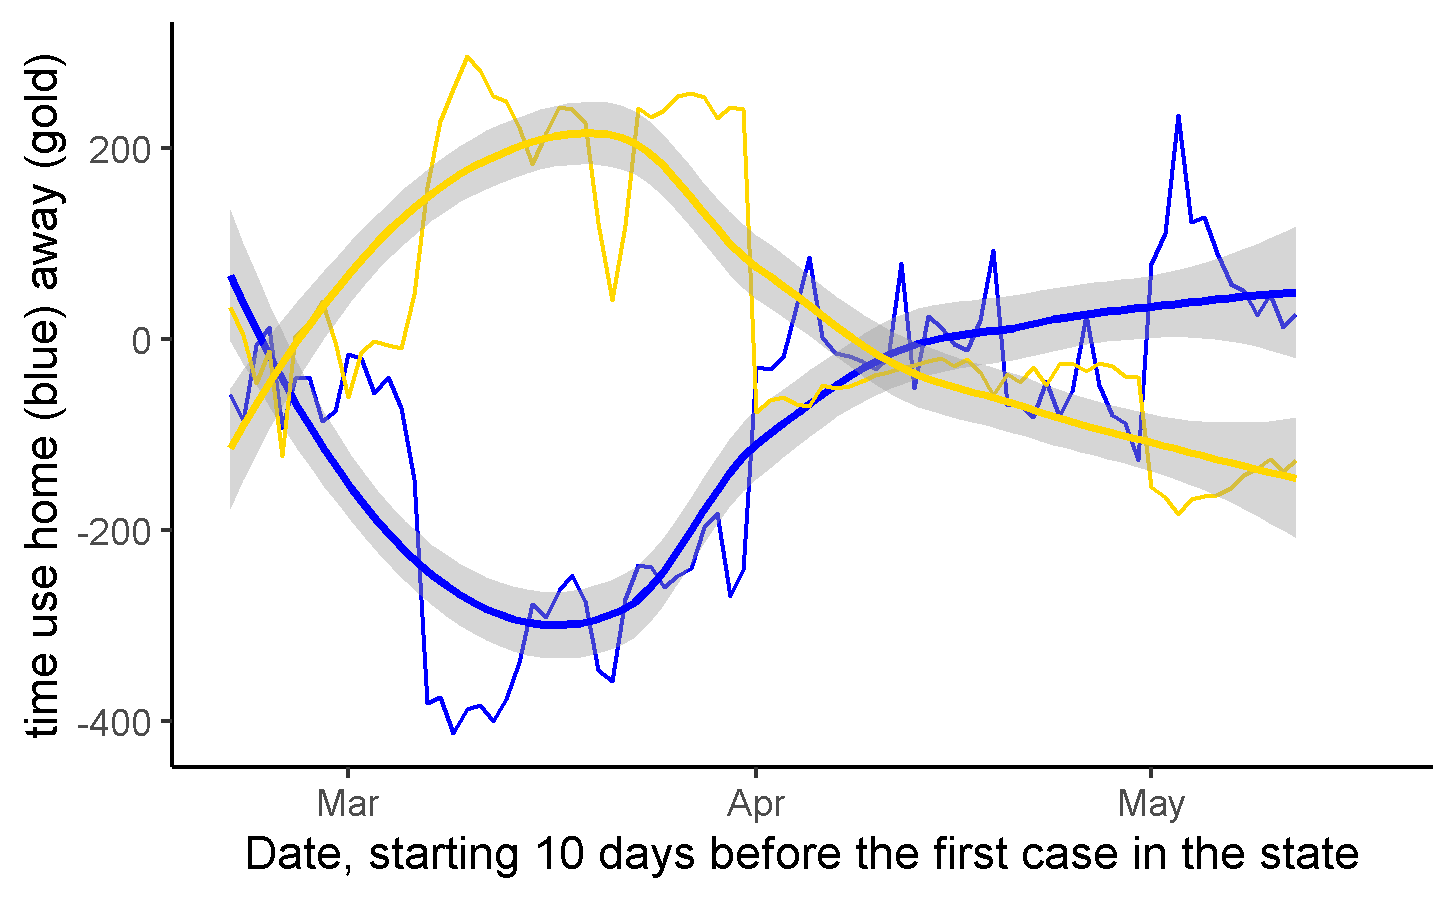 time use home (blue) away (gold)
200
0
-200
-400
Mar
Apr
May
Date, starting 10 days before the first case in the state